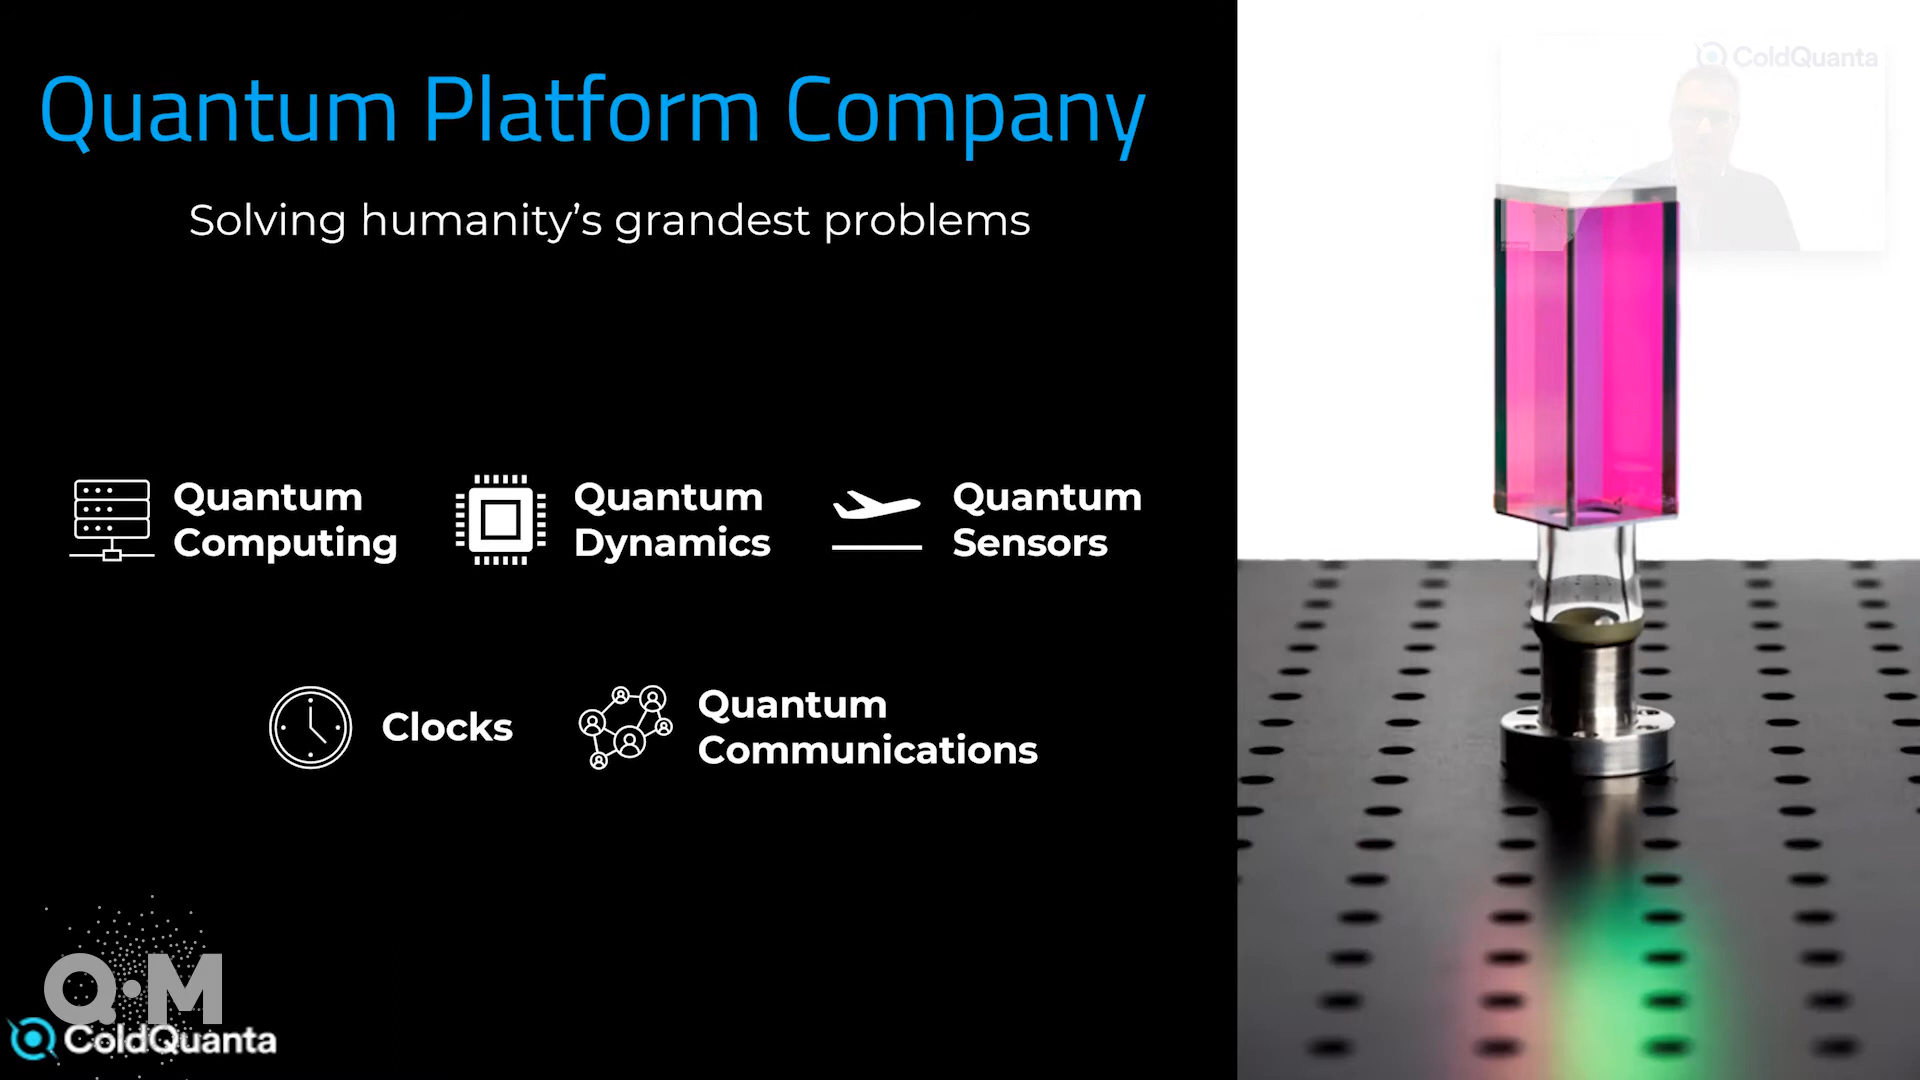 Quantum Platform Company
Solving humanity’s grandest problems
Quantum
Computing
Quantum
Dynamics
Quantum
Sensors
Clocks
Quantum
Communications
Q·M
ColdQuanta
ColdQuanta